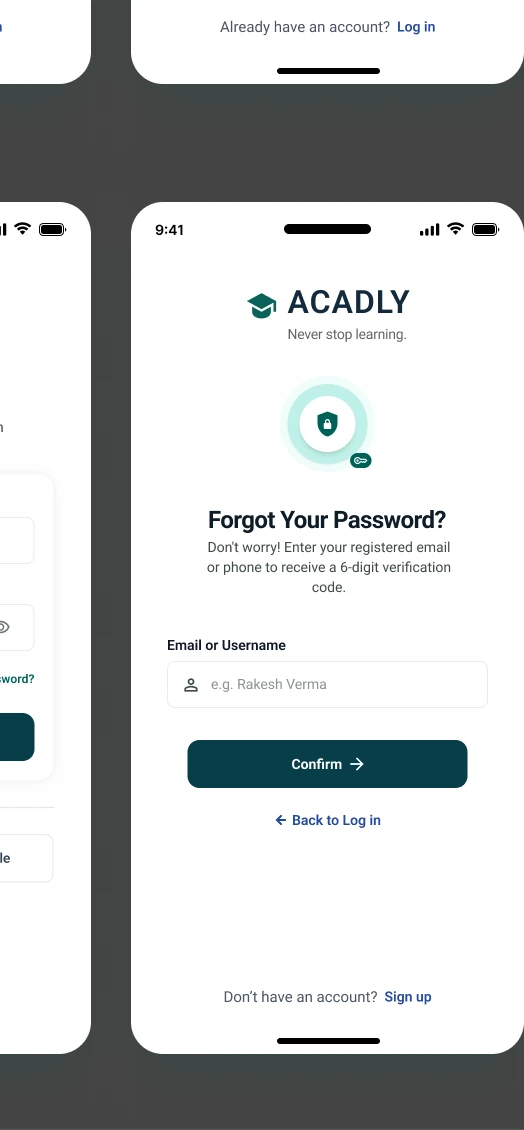 Already have an account? Log in
9:41
ACADLY
Never stop learning.
Forgot Your Password?
Don't worry! Enter your registered email
or phone to receive a 6-digit verification
code.
Email or Username
e.g. Rakesh Verma
Confirm →
← Back to Log in
Don't have an account? Sign up